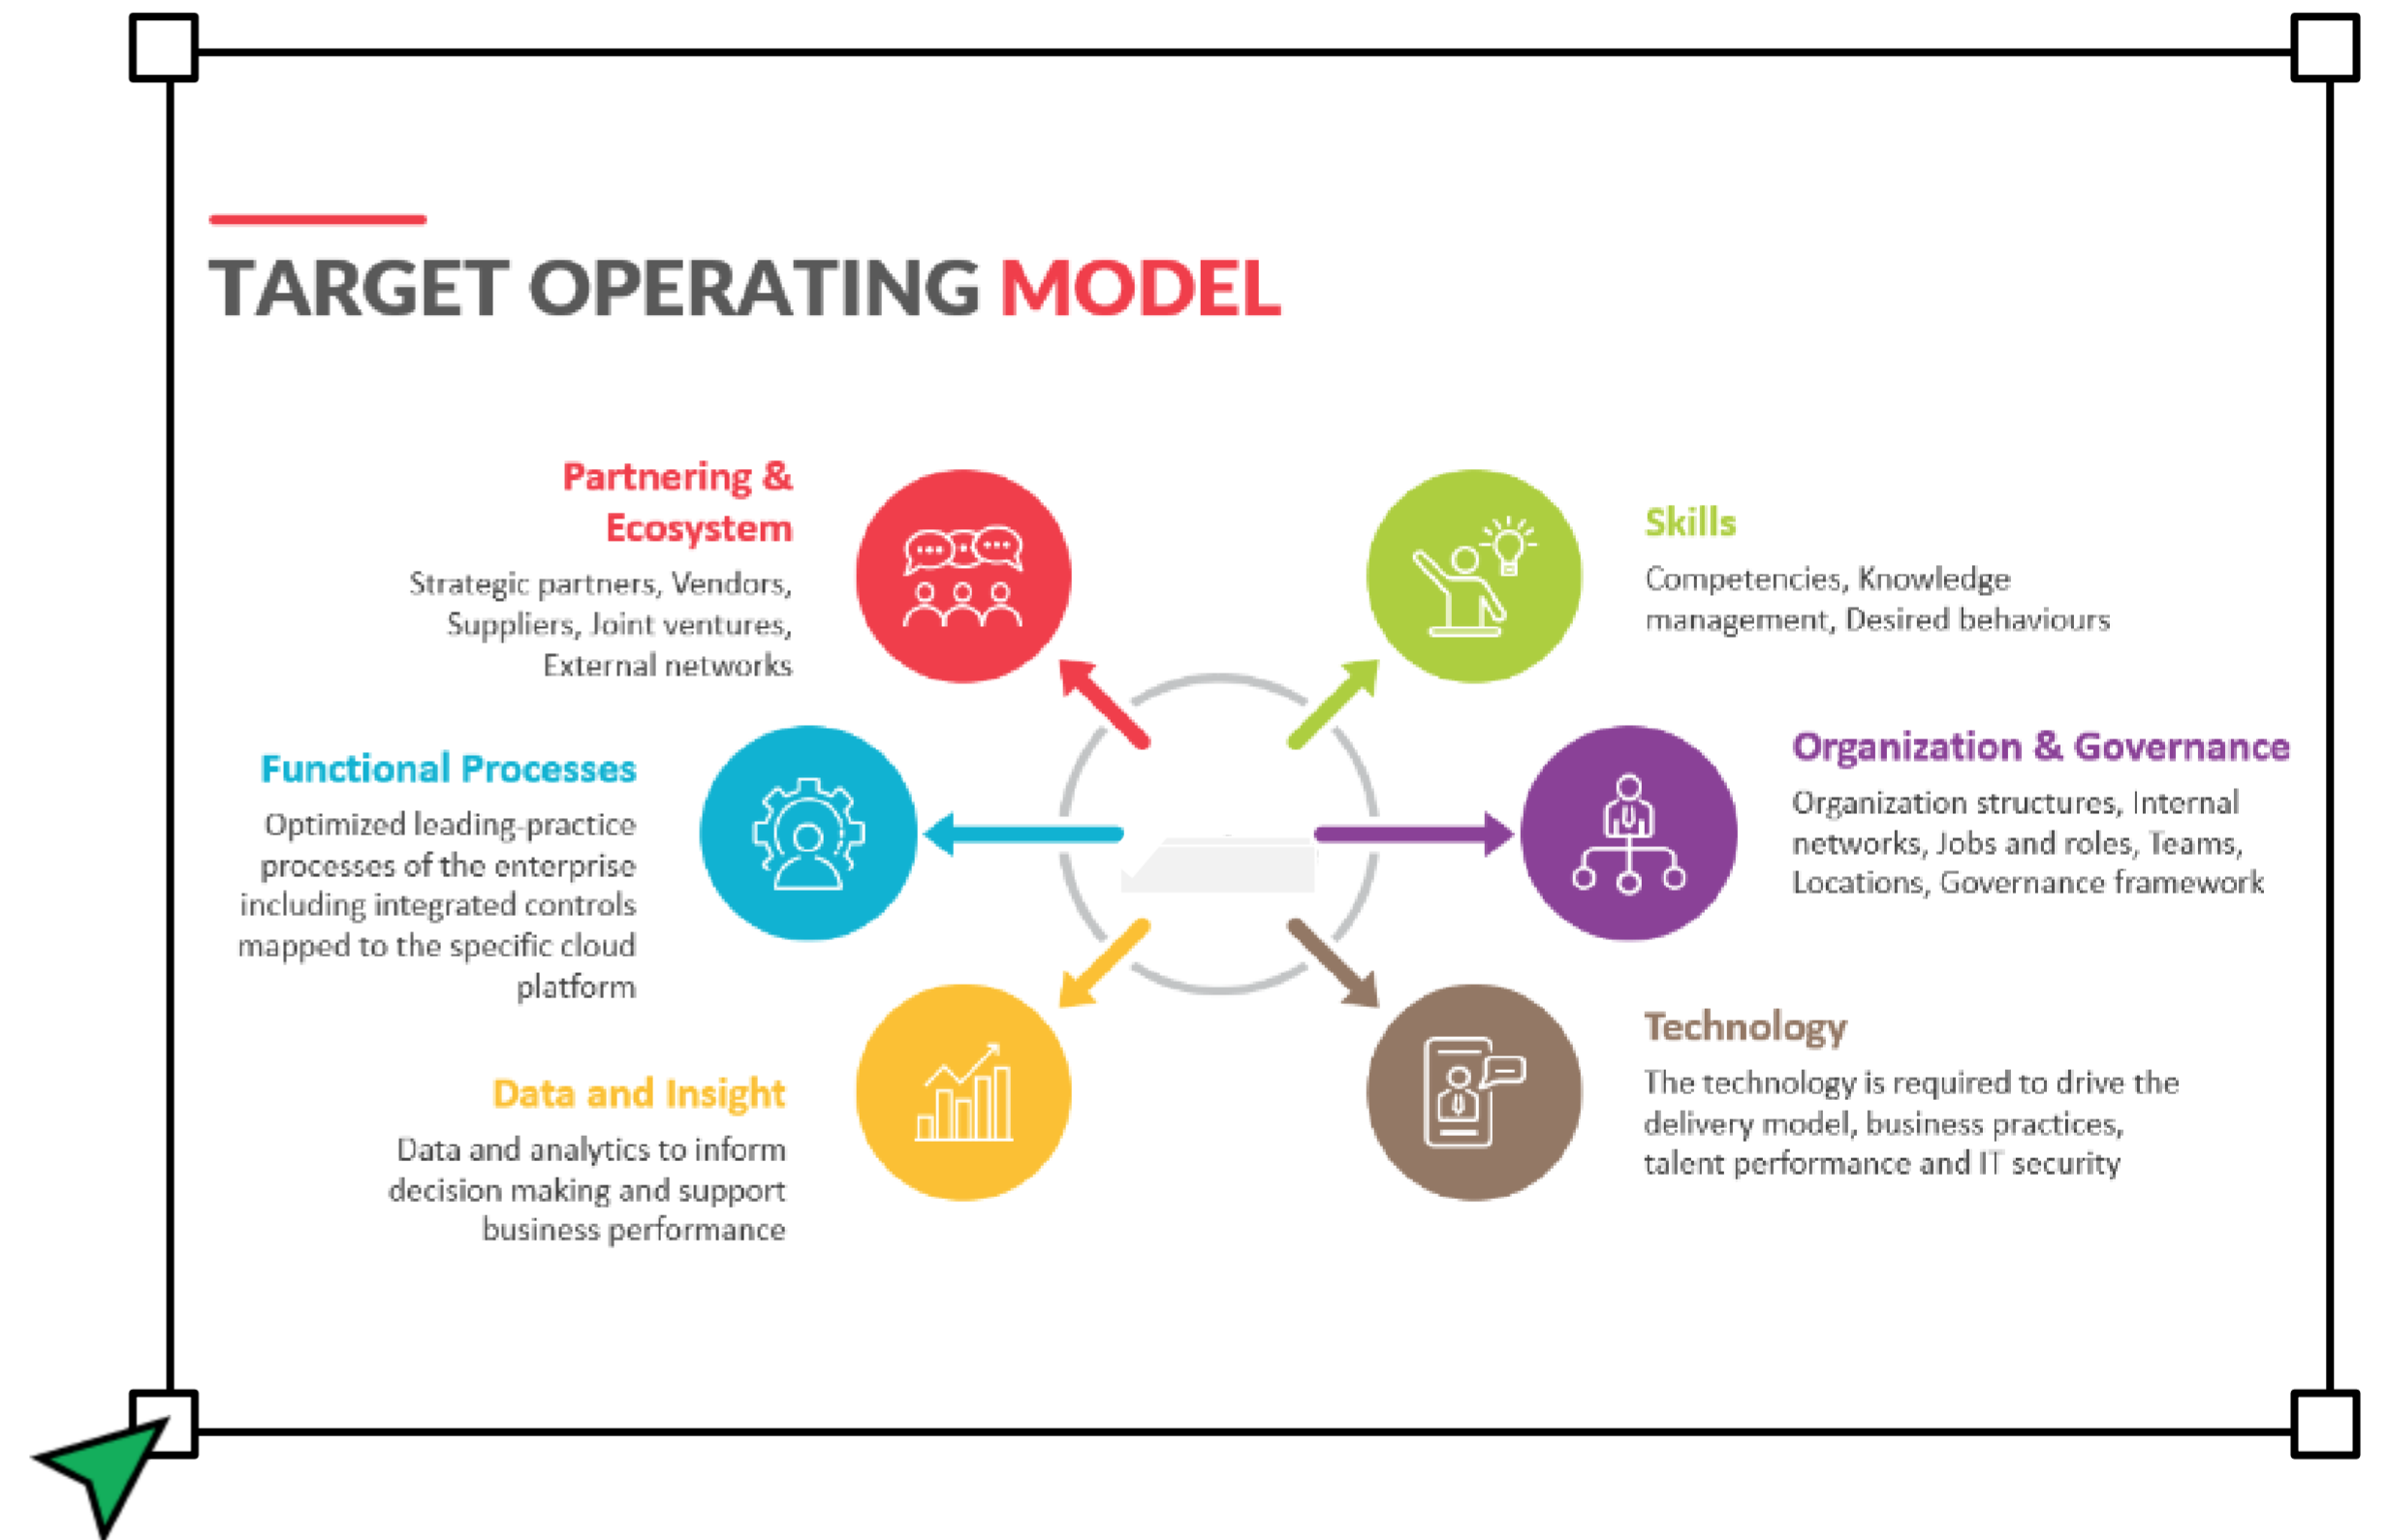 TARGET OPERATING MODEL
Partnering &
Ecosystem
Strategic partners, Vendors,
Suppliers, Joint ventures,
External networks
Functional Processes
Optimized leading-practice
processes of the enterprise
including integrated controls
mapped to the specific cloud
platform
Data and Insight
Data and analytics to inform
decision making and support
business performance
Skills
Competencies, Knowledge
management, Desired behaviours
Organization & Governance
Organization structures, Internal
networks, Jobs and roles, Teams,
Locations, Governance framework
Technology
The technology is required to drive the
delivery model, business practices,
talent performance and IT security